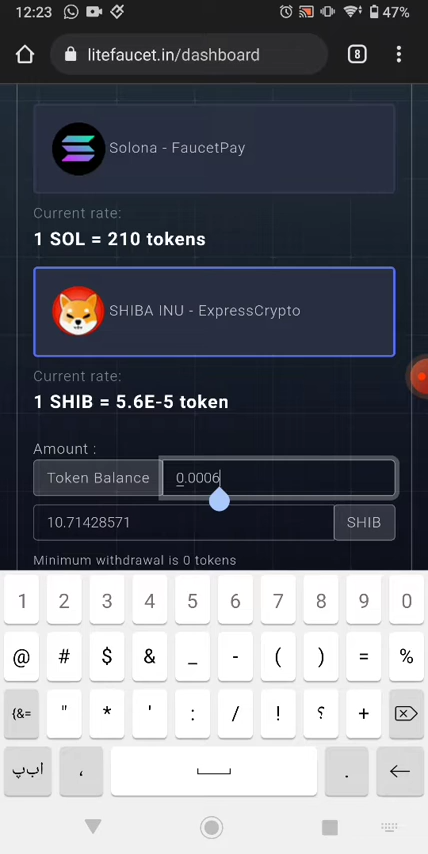 12:23
47%
litefaucet.in/dashboard
8
Solona - FaucetPay
Current rate:
1 SOL = 210 tokens
SHIBA INU - ExpressCrypto
Current rate:
1 SHIB = 5.6E-5 token
Amount :
Token Balance 0.0006
10.71428571 SHIB
Minimum withdrawal is 0 tokens
1 2 3 4 5 6 7 8 9 0
@ # $ & _ - ( ) = %
{&= " * ' : / ! ؟ +
اب‌پ ، .